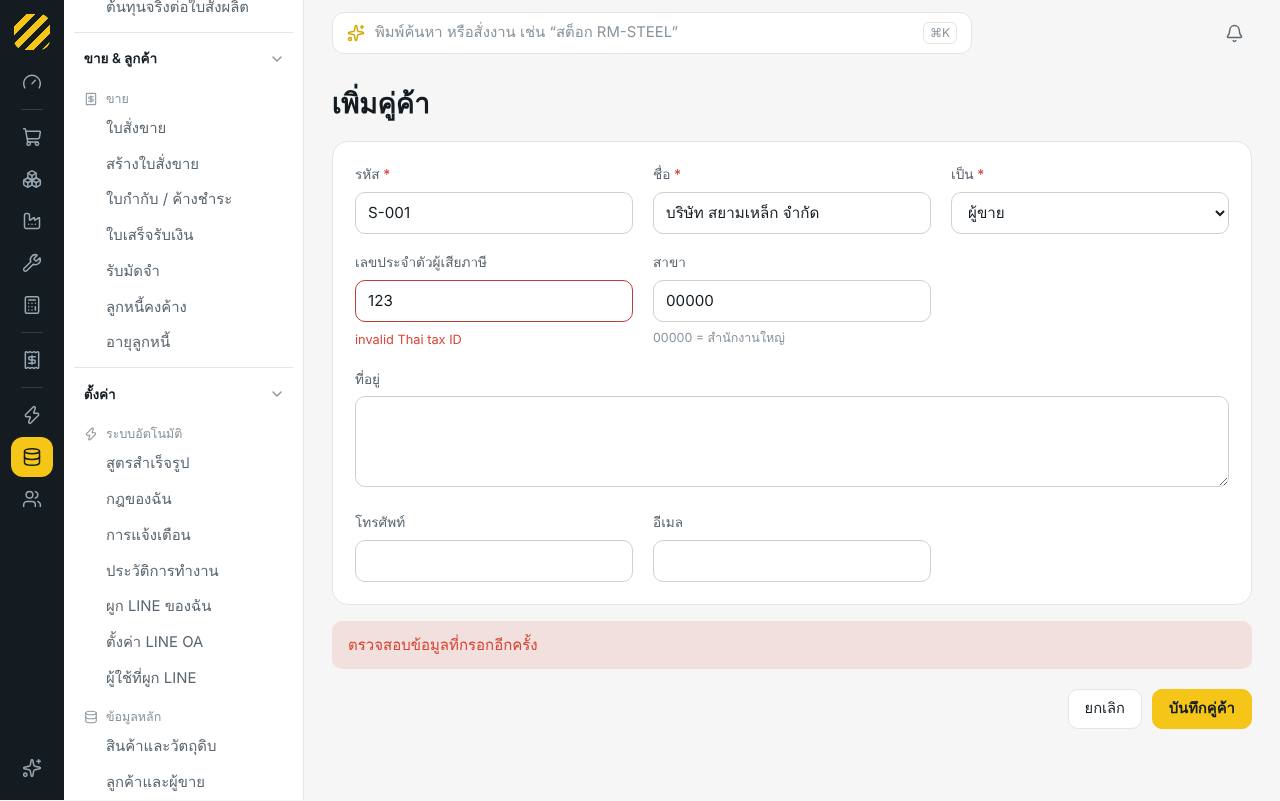 ต้นทุนจริงต่อใบสั่งผลิต
ขาย & ลูกค้า
ขาย
ใบสั่งขาย
สร้างใบสั่งขาย
ใบกำกับ / ค้างชำระ
ใบเสร็จรับเงิน
รับมัดจำ
ลูกหนี้คงค้าง
อายุลูกหนี้
ตั้งค่า
ระบบอัตโนมัติ
สูตรสำเร็จรูป
กฎของฉัน
การแจ้งเตือน
ประวัติการทำงาน
ผูก LINE ของฉัน
ตั้งค่า LINE OA
ผู้ใช้ที่ผูก LINE
ข้อมูลหลัก
สินค้าและวัตถุดิบ
ลูกค้าและผู้ขาย
พิมพ์ค้นหา หรือสั่งงาน เช่น “สต็อก RM-STEEL”
⌘K
เพิ่มคู่ค้า
รหัส *
ชื่อ *
เป็น *
S-001
บริษัท สยามเหล็ก จำกัด
ผู้ขาย
เลขประจำตัวผู้เสียภาษี
สาขา
123
00000
invalid Thai tax ID
00000 = สำนักงานใหญ่
ที่อยู่
โทรศัพท์
อีเมล
ตรวจสอบข้อมูลที่กรอกอีกครั้ง
ยกเลิก
บันทึกคู่ค้า